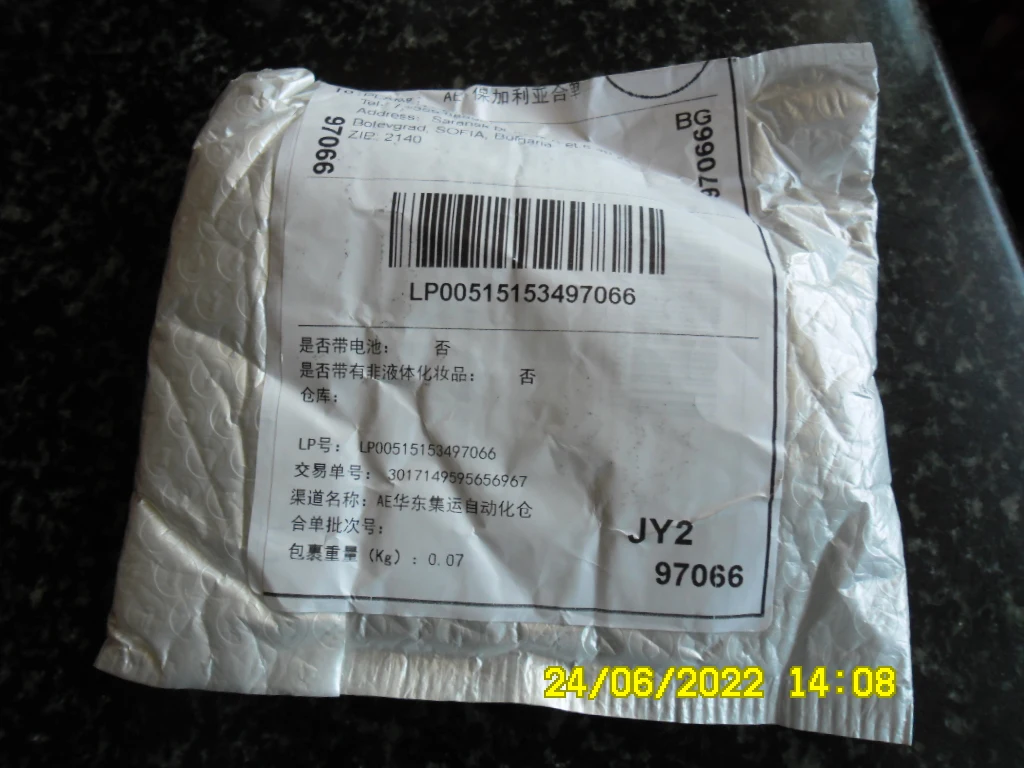 To
AE 保加利亚合
Tel:
Address: Saransk
Botevgrad, SOFIA, Bulgaria
ZIP: 2140
BG
97066
97066
LP00515153497066
是否带电池: 否
是否带有非液体化妆品: 否
仓库:
LP号: LP00515153497066
交易单号: 3017149595656967
渠道名称: AE华东集运自动化仓
合单批次号:
包裹重量 (Kg) : 0.07
JY2
97066
24/06/2022 14:08